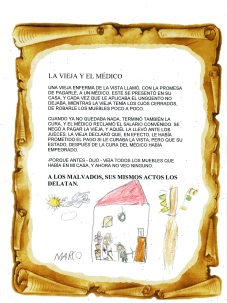 LA VIEJA Y EL MÉDICO
UNA VIEJA ENFERMA DE LA VISTA LLAMÓ, CON LA PROMESA
DE PAGARLE, A UN MÉDICO. ESTE SE PRESENTÓ EN SU
CASA, Y CADA VEZ QUE LE APLICABA EL UNGÜENTO NO
DEJABA, MIENTRAS LA VIEJA TENÍA LOS OJOS CERRADOS,
DE ROBARLE LOS MUEBLES POCO A POCO.
CUANDO YA NO QUEDABA NADA, TERMINÓ TAMBIÉN LA
CURA, Y EL MÉDICO RECLAMÓ EL SALARIO CONVENIDO. SE
NEGÓ A PAGAR LA VIEJA, Y AQUÉL LA LLEVÓ ANTE LOS
JUECES. LA VIEJA DECLARÓ QUE, EN EFECTO, LE HABÍA
PROMETIDO EL PAGO SI LE CURABA LA VISTA, PERO QUE SU
ESTADO, DESPUÉS DE LA CURA DEL MÉDICO HABÍA
EMPEORADO.
-PORQUE ANTES - DIJO - VEÍA TODOS LOS MUEBLES QUE
HABÍA EN MI CASA, Y AHORA NO VEO NINGUNO.
A LOS MALVADOS, SUS MISMOS ACTOS LOS
DELATAN.
MARIO